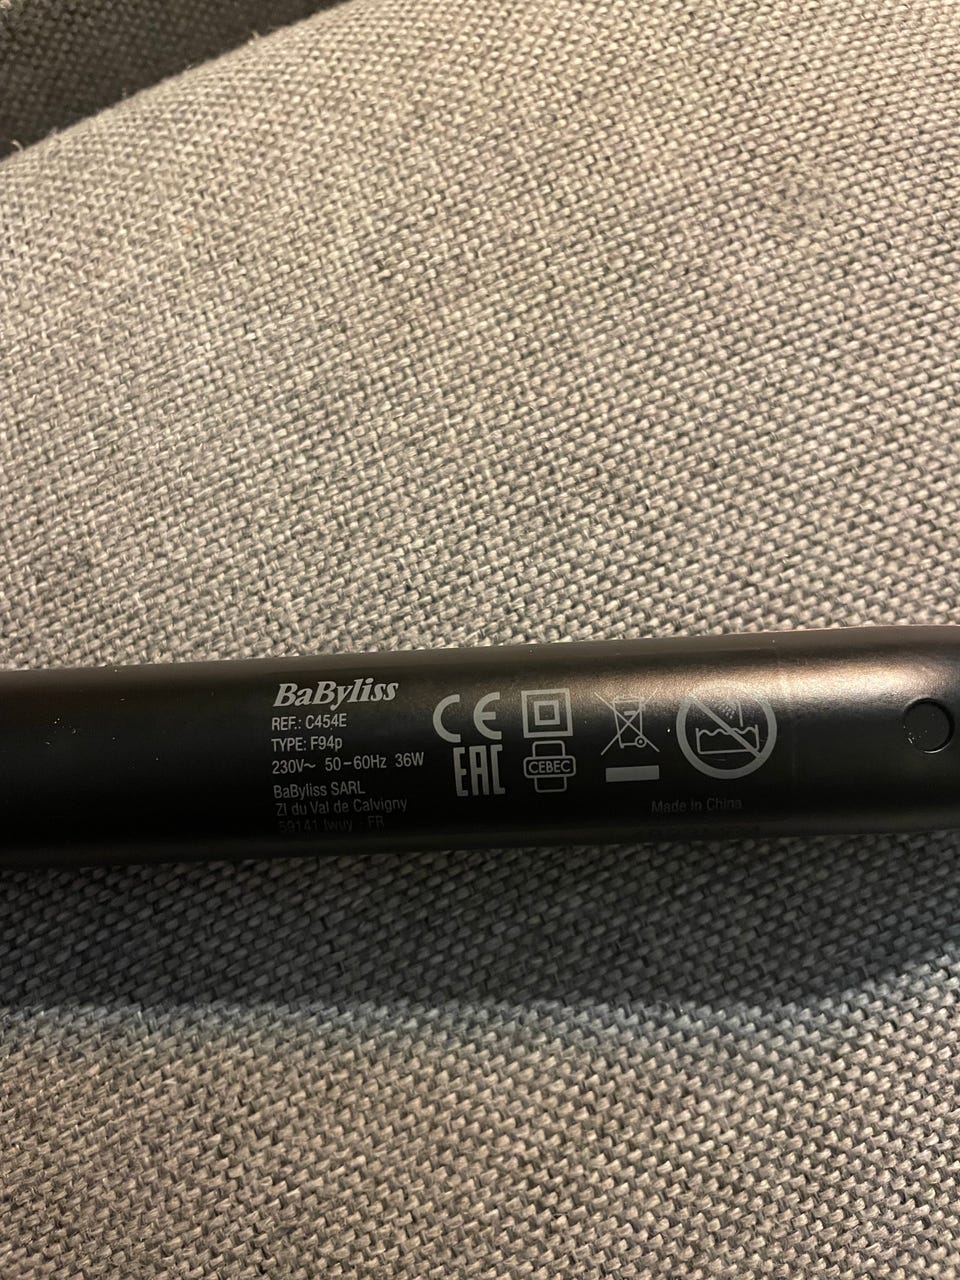 BaByliss
REF.: C454E
TYPE: F94p
230V~ 50-60Hz 36W
BaByliss SARL
ZI du Val de Calvigny
59141 Iwuy - FR
CE
EAC
CEBEC
Made in China